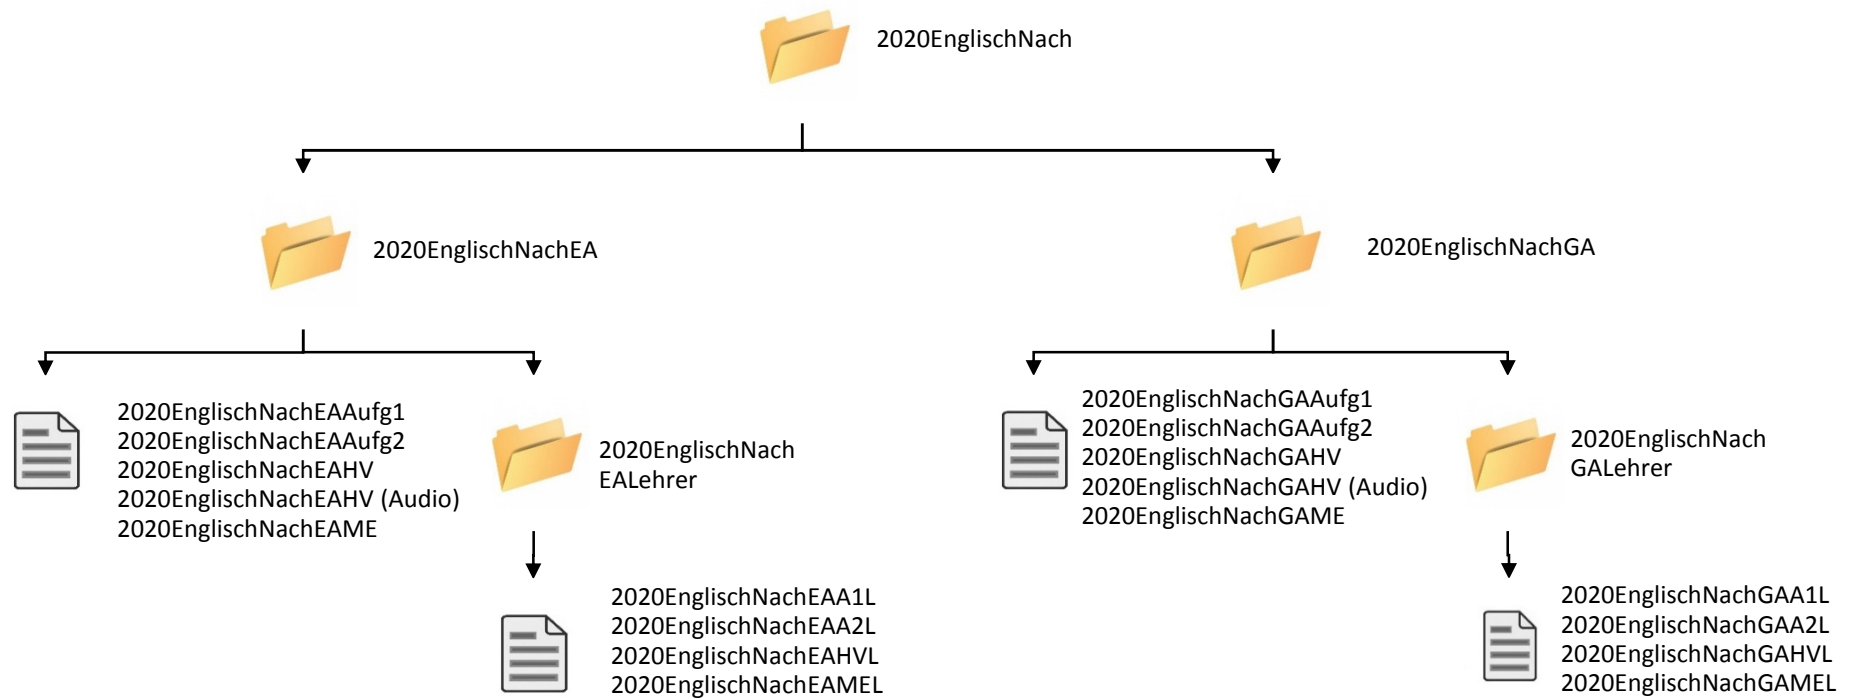 2020EnglischNach
2020EnglischNachEA
2020EnglischNachGA
2020EnglischNachEAAufg1
2020EnglischNachEAAufg2
2020EnglischNachEAHV
2020EnglischNachEAHV (Audio)
2020EnglischNachEAME
2020EnglischNach
EALehrer
2020EnglischNachGAAufg1
2020EnglischNachGAAufg2
2020EnglischNachGAHV
2020EnglischNachGAHV (Audio)
2020EnglischNachGAME
2020EnglischNach
GALehrer
2020EnglischNachEAA1L
2020EnglischNachEAA2L
2020EnglischNachEAHVL
2020EnglischNachEAMEL
2020EnglischNachGAA1L
2020EnglischNachGAA2L
2020EnglischNachGAHVL
2020EnglischNachGAMEL